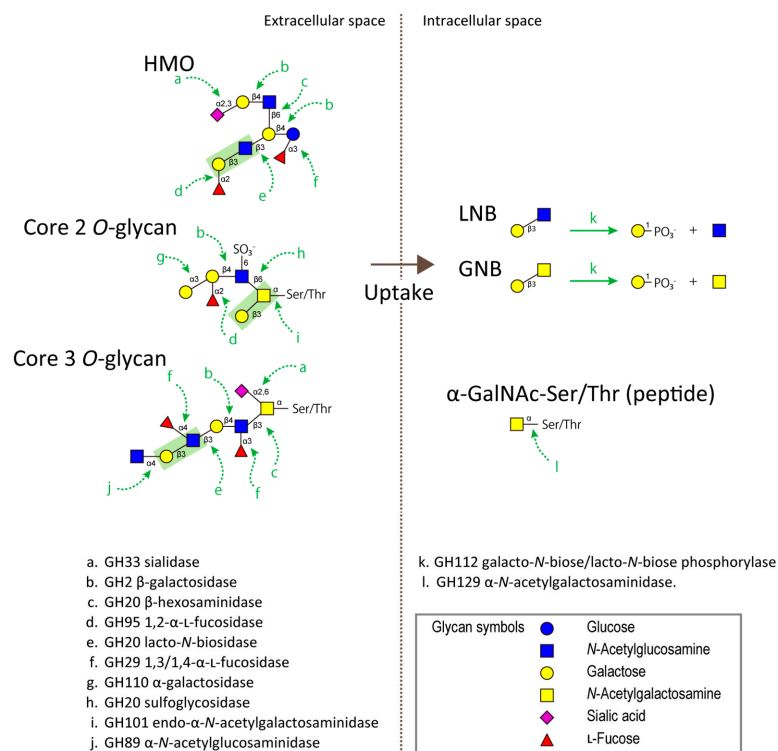 Extracellular space
Intracellular space
HMO
a
b
c
b
α2,3
β4
β6
β4
β3
α3
β3
α2
d
e
f
Core 2 O-glycan
b
SO₃⁻
h
g
6
α3
β4
β6
α2
α
Ser/Thr
β3
d
i
Uptake
LNB
k
β3
1
PO₃⁻
+
GNB
k
β3
1
PO₃⁻
+
Core 3 O-glycan
a
f
b
α2,6
α
Ser/Thr
α4
β4
β3
β3
α4
β3
α3
j
e
f
c
α-GalNAc-Ser/Thr (peptide)
α
Ser/Thr
l
a. GH33 sialidase
b. GH2 β-galactosidase
c. GH20 β-hexosaminidase
d. GH95 1,2-α-ʟ-fucosidase
e. GH20 lacto-N-biosidase
f. GH29 1,3/1,4-α-ʟ-fucosidase
g. GH110 α-galactosidase
h. GH20 sulfoglycosidase
i. GH101 endo-α-N-acetylgalactosaminidase
j. GH89 α-N-acetylglucosaminidase
k. GH112 galacto-N-biose/lacto-N-biose phosphorylase
l. GH129 α-N-acetylgalactosaminidase.
Glycan symbols
Glucose
N-Acetylglucosamine
Galactose
N-Acetylgalactosamine
Sialic acid
ʟ-Fucose